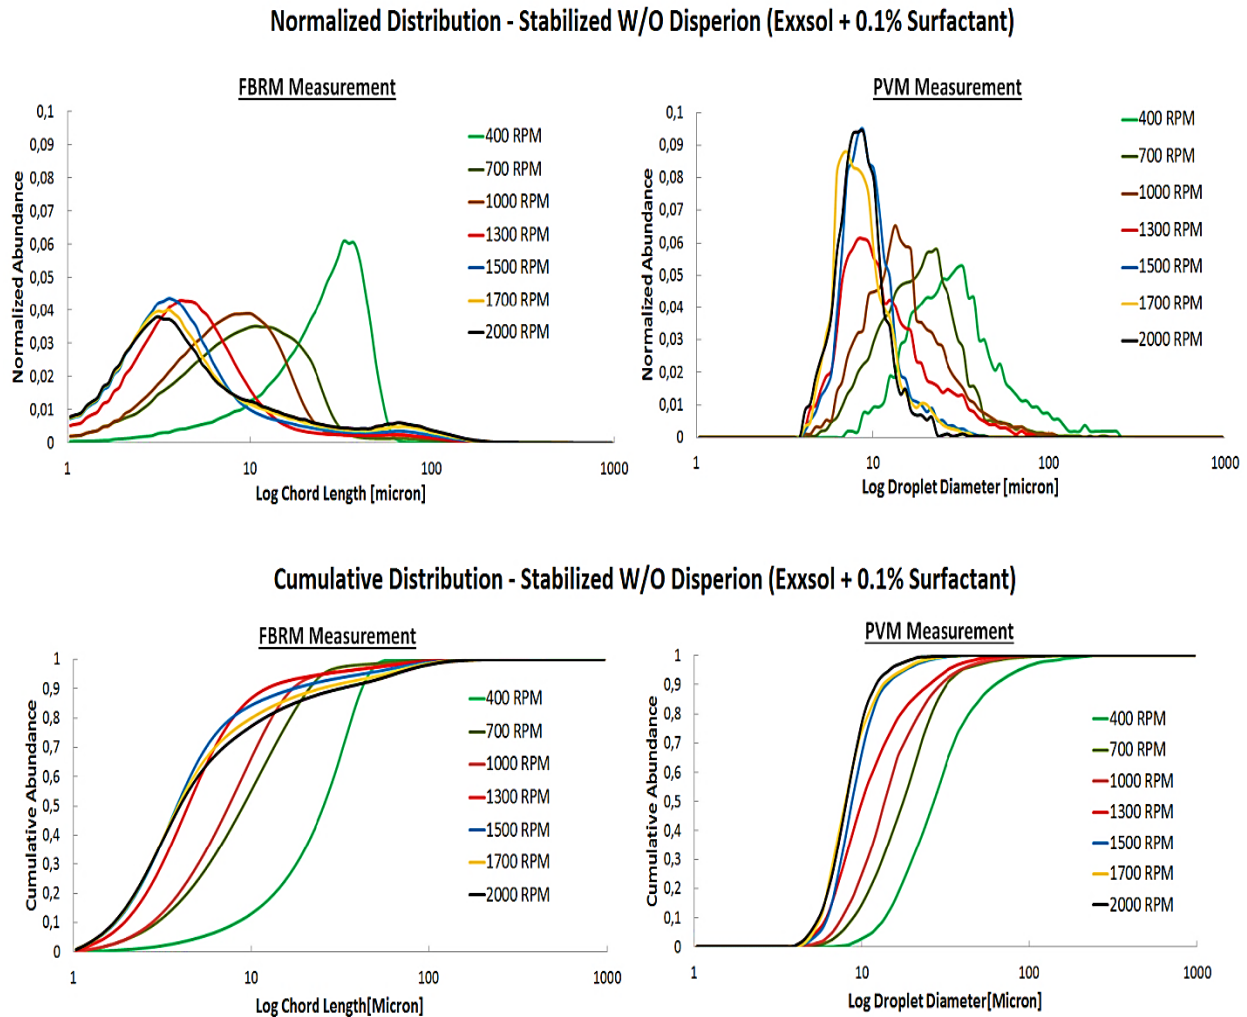 Normalized Distribution - Stabilized W/O Disperion (Exxsol + 0.1% Surfactant)
FBRM Measurement
Normalized Abundance
0,1
0,09
0,08
0,07
0,06
0,05
0,04
0,03
0,02
0,01
0
1
10
100
1000
Log Chord Length [micron]
400 RPM
700 RPM
1000 RPM
1300 RPM
1500 RPM
1700 RPM
2000 RPM
PVM Measurement
Normalized Abundance
0,1
0,09
0,08
0,07
0,06
0,05
0,04
0,03
0,02
0,01
0
1
10
100
1000
Log Droplet Diameter [micron]
400 RPM
700 RPM
1000 RPM
1300 RPM
1500 RPM
1700 RPM
2000 RPM
Cumulative Distribution - Stabilized W/O Disperion (Exxsol + 0.1% Surfactant)
FBRM Measurement
Cumulative Abundance
1
0,9
0,8
0,7
0,6
0,5
0,4
0,3
0,2
0,1
0
1
10
100
1000
Log Chord Length[Micron]
400 RPM
700 RPM
1000 RPM
1300 RPM
1500 RPM
1700 RPM
2000 RPM
PVM Measurement
Cumulative Abundance
1
0,9
0,8
0,7
0,6
0,5
0,4
0,3
0,2
0,1
0
1
10
100
1000
Log Droplet Diameter[Micron]
400 RPM
700 RPM
1000 RPM
1300 RPM
1500 RPM
1700 RPM
2000 RPM